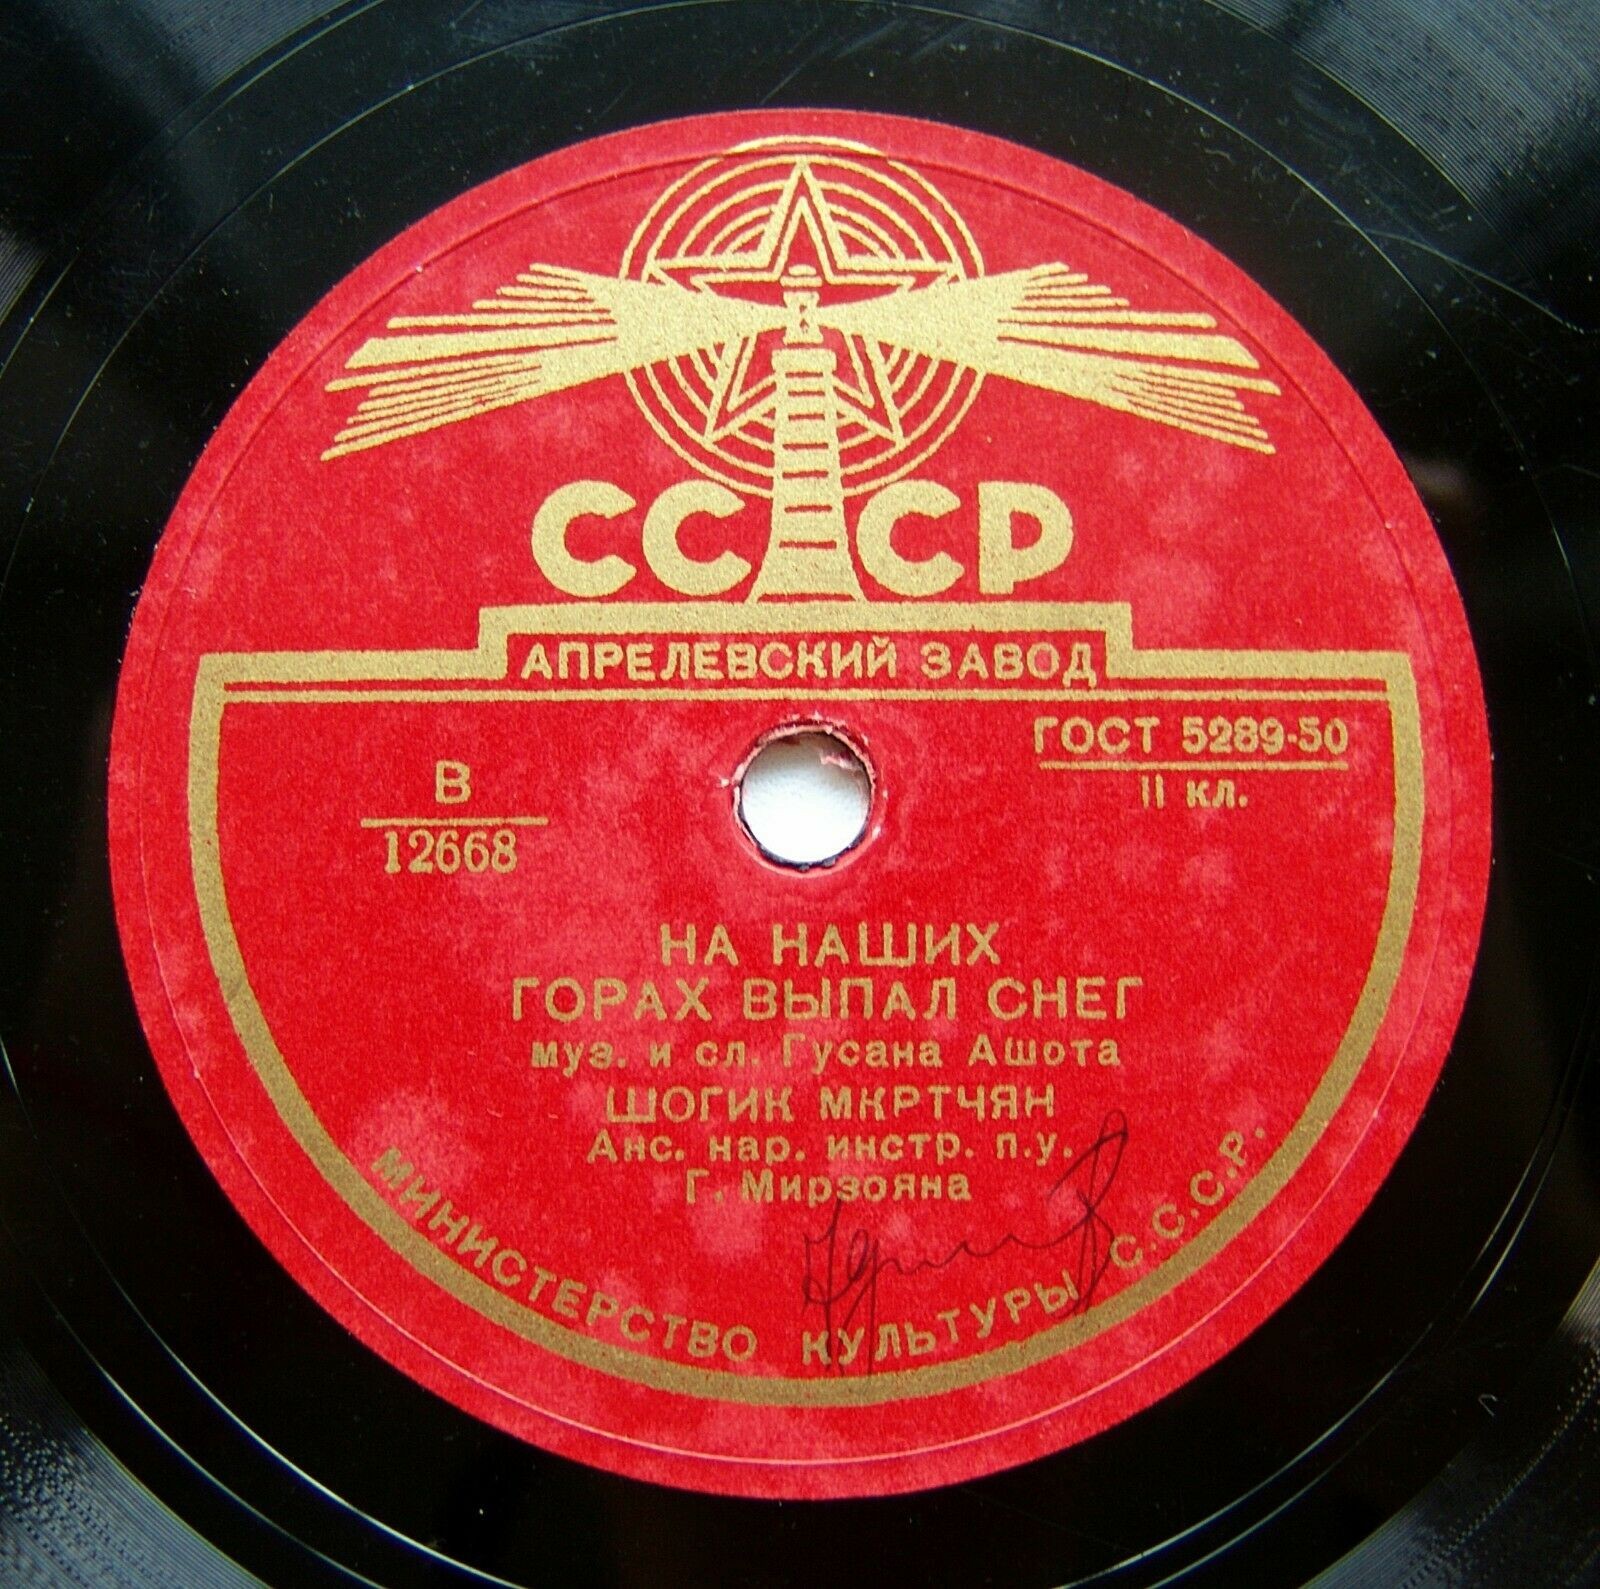 СССР
АПРЕЛЕВСКИЙ ЗАВОД
ГОСТ 5289-50
II кл.
В
12668
НА НАШИХ
ГОРАХ ВЫПАЛ СНЕГ
муз. и сл. Гусана Ашота
ШОГИК МКРТЧЯН
Анс. нар. инстр. п.у.
Г. Мирзояна
МИНИСТЕРСТВО КУЛЬТУРЫ С.С.С.Р.